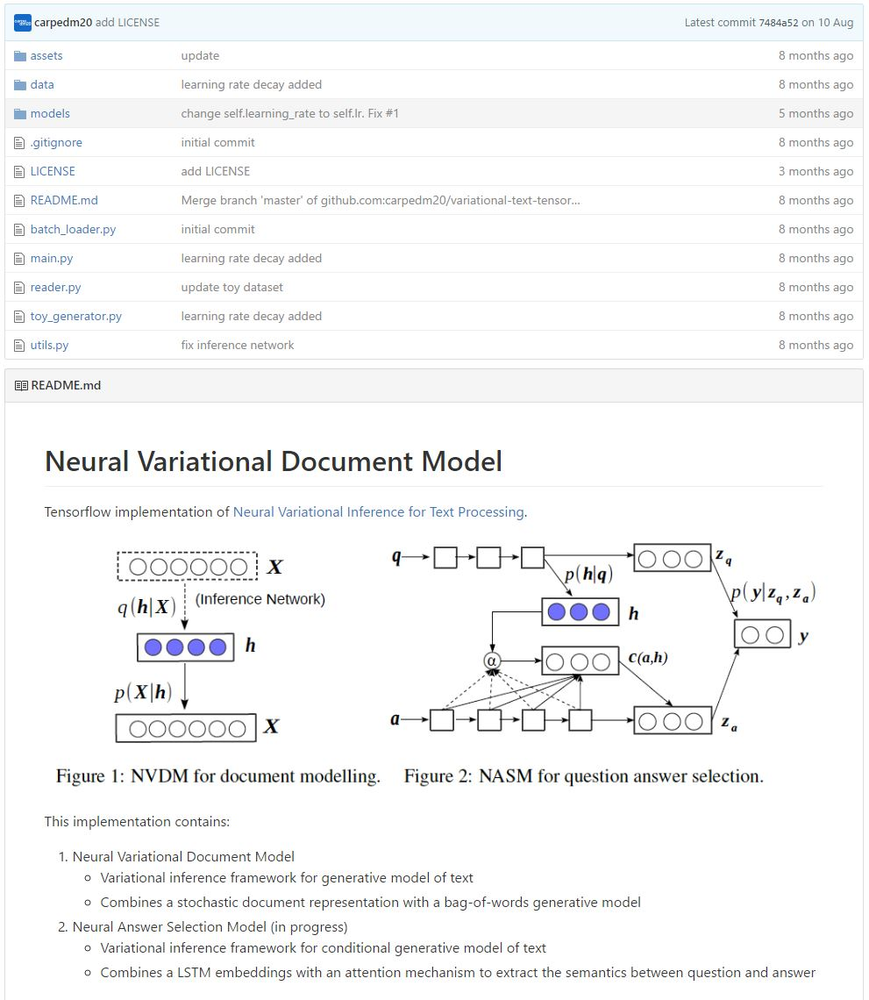 carpedm20 add LICENSE Latest commit 7484a52 on 10 Aug
assets update 8 months ago
data learning rate decay added 8 months ago
models change self.learning_rate to self.lr. Fix #1 5 months ago
.gitignore initial commit 8 months ago
LICENSE add LICENSE 3 months ago
README.md Merge branch 'master' of github.com:carpedm20/variational-text-tensor... 8 months ago
batch_loader.py initial commit 8 months ago
main.py learning rate decay added 8 months ago
reader.py update toy dataset 8 months ago
toy_generator.py learning rate decay added 8 months ago
utils.py fix inference network 8 months ago
README.md
Neural Variational Document Model
Tensorflow implementation of Neural Variational Inference for Text Processing.
X
q(h|X) (Inference Network)
h
p(X|h)
X
Figure 1: NVDM for document modelling.
q
z_q
p(h|q)
p(y|z_q,z_a)
h
y
α
c(a,h)
a
z_a
Figure 2: NASM for question answer selection.
This implementation contains:
1. Neural Variational Document Model
Variational inference framework for generative model of text
Combines a stochastic document representation with a bag-of-words generative model
2. Neural Answer Selection Model (in progress)
Variational inference framework for conditional generative model of text
Combines a LSTM embeddings with an attention mechanism to extract the semantics between question and answer